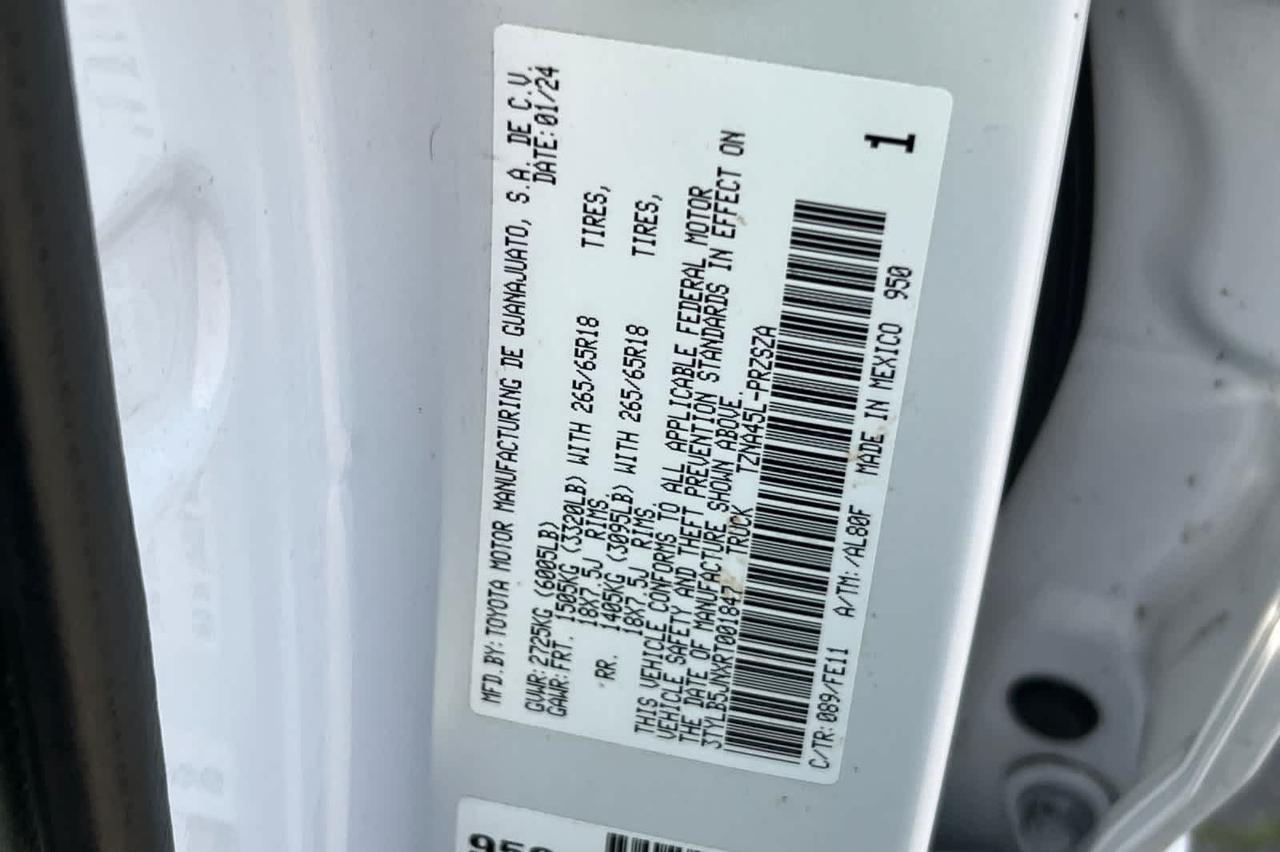 MFD.BY: TOYOTA MOTOR MANUFACTURING DE GUANAJUATO, S.A. DE C.V.
DATE: 01/24
GVWR: 2725KG (6005LB)
GAWR: FRT. 1505KG (3320LB) WITH 265/65R18 TIRES,
18X7.5J RIMS.
RR. 1405KG (3095LB) WITH 265/65R18 TIRES,
18X7.5J RIMS.
THIS VEHICLE CONFORMS TO ALL APPLICABLE FEDERAL MOTOR
VEHICLE SAFETY AND THEFT PREVENTION STANDARDS IN EFFECT ON
THE DATE OF MANUFACTURE SHOWN ABOVE.
3TYLB5JNXRT001847 TRUCK TZNA45L-PRZSZA
C/TR: 089/FE11 A/TM: /AL80F MADE IN MEXICO 950
1